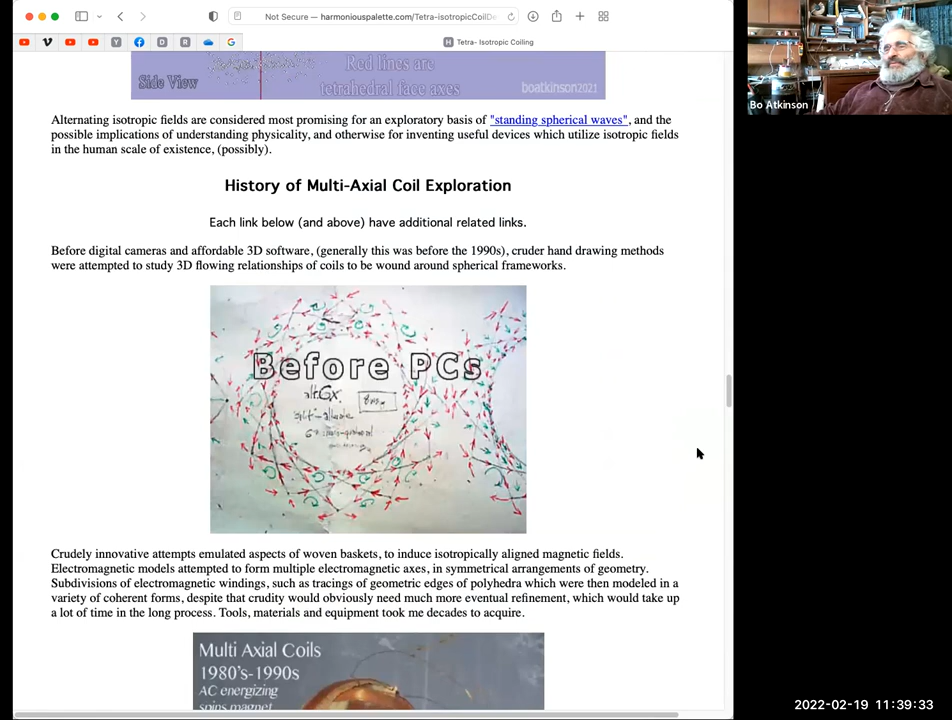 Not Secure — harmoniouspalette.com/Tetra-isotropicCoilDe
Tetra- Isotropic Coiling
Side View
Red lines are
tetrahedral face axes
boatkinson2021
Alternating isotropic fields are considered most promising for an exploratory basis of "standing spherical waves", and the
possible implications of understanding physicality, and otherwise for inventing useful devices which utilize isotropic fields
in the human scale of existence, (possibly).
History of Multi-Axial Coil Exploration
Each link below (and above) have additional related links.
Before digital cameras and affordable 3D software, (generally this was before the 1990s), cruder hand drawing methods
were attempted to study 3D flowing relationships of coils to be wound around spherical frameworks.
Before PCs
Crudely innovative attempts emulated aspects of woven baskets, to induce isotropically aligned magnetic fields.
Electromagnetic models attempted to form multiple electromagnetic axes, in symmetrical arrangements of geometry.
Subdivisions of electromagnetic windings, such as tracings of geometric edges of polyhedra which were then modeled in a
variety of coherent forms, despite that crudity would obviously need much more eventual refinement, which would take up
a lot of time in the long process. Tools, materials and equipment took me decades to acquire.
Multi Axial Coils
1980's-1990s
AC energizing
spins magnet
Bo Atkinson
2022-02-19 11:39:33